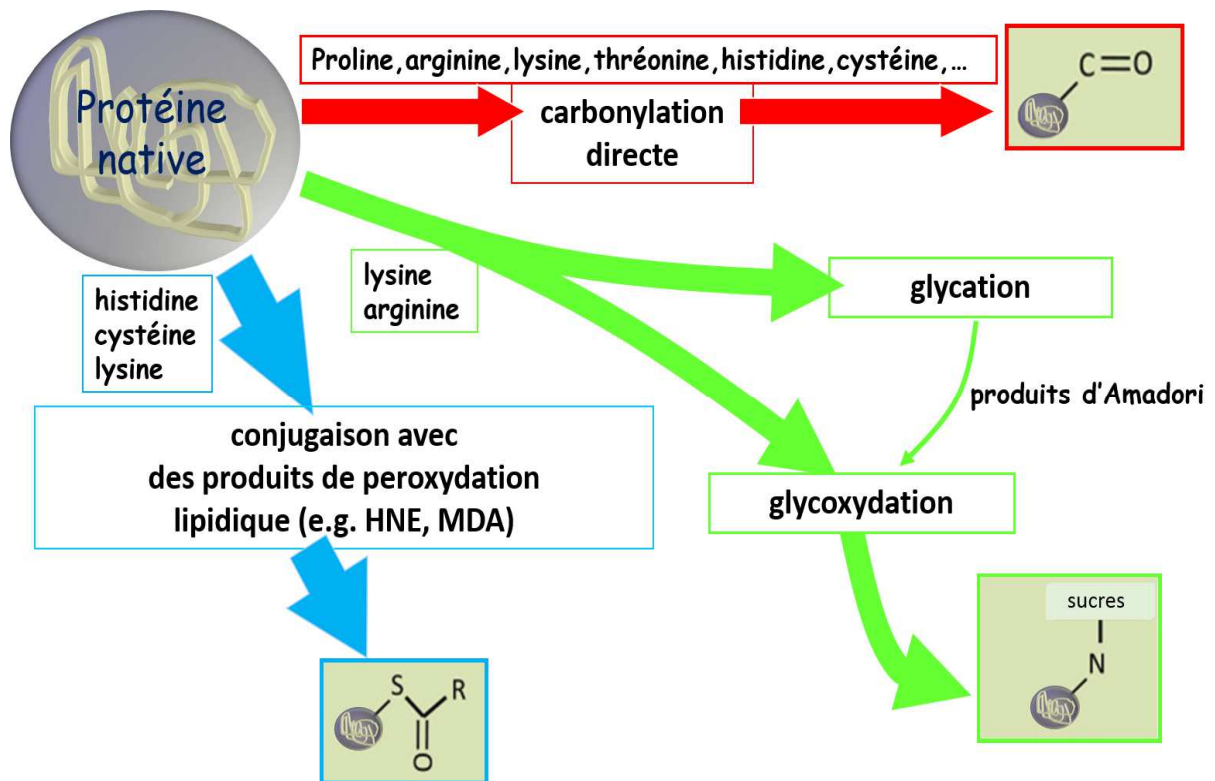 Protéine
native
Proline, arginine, lysine, thréonine, histidine, cystéine, …
carbonylation
directe
C=O
histidine
cystéine
lysine
lysine
arginine
glycation
produits d’Amadori
conjugaison avec
des produits de peroxydation
lipidique (e.g. HNE, MDA)
glycoxydation
sucres
N
S
R
O